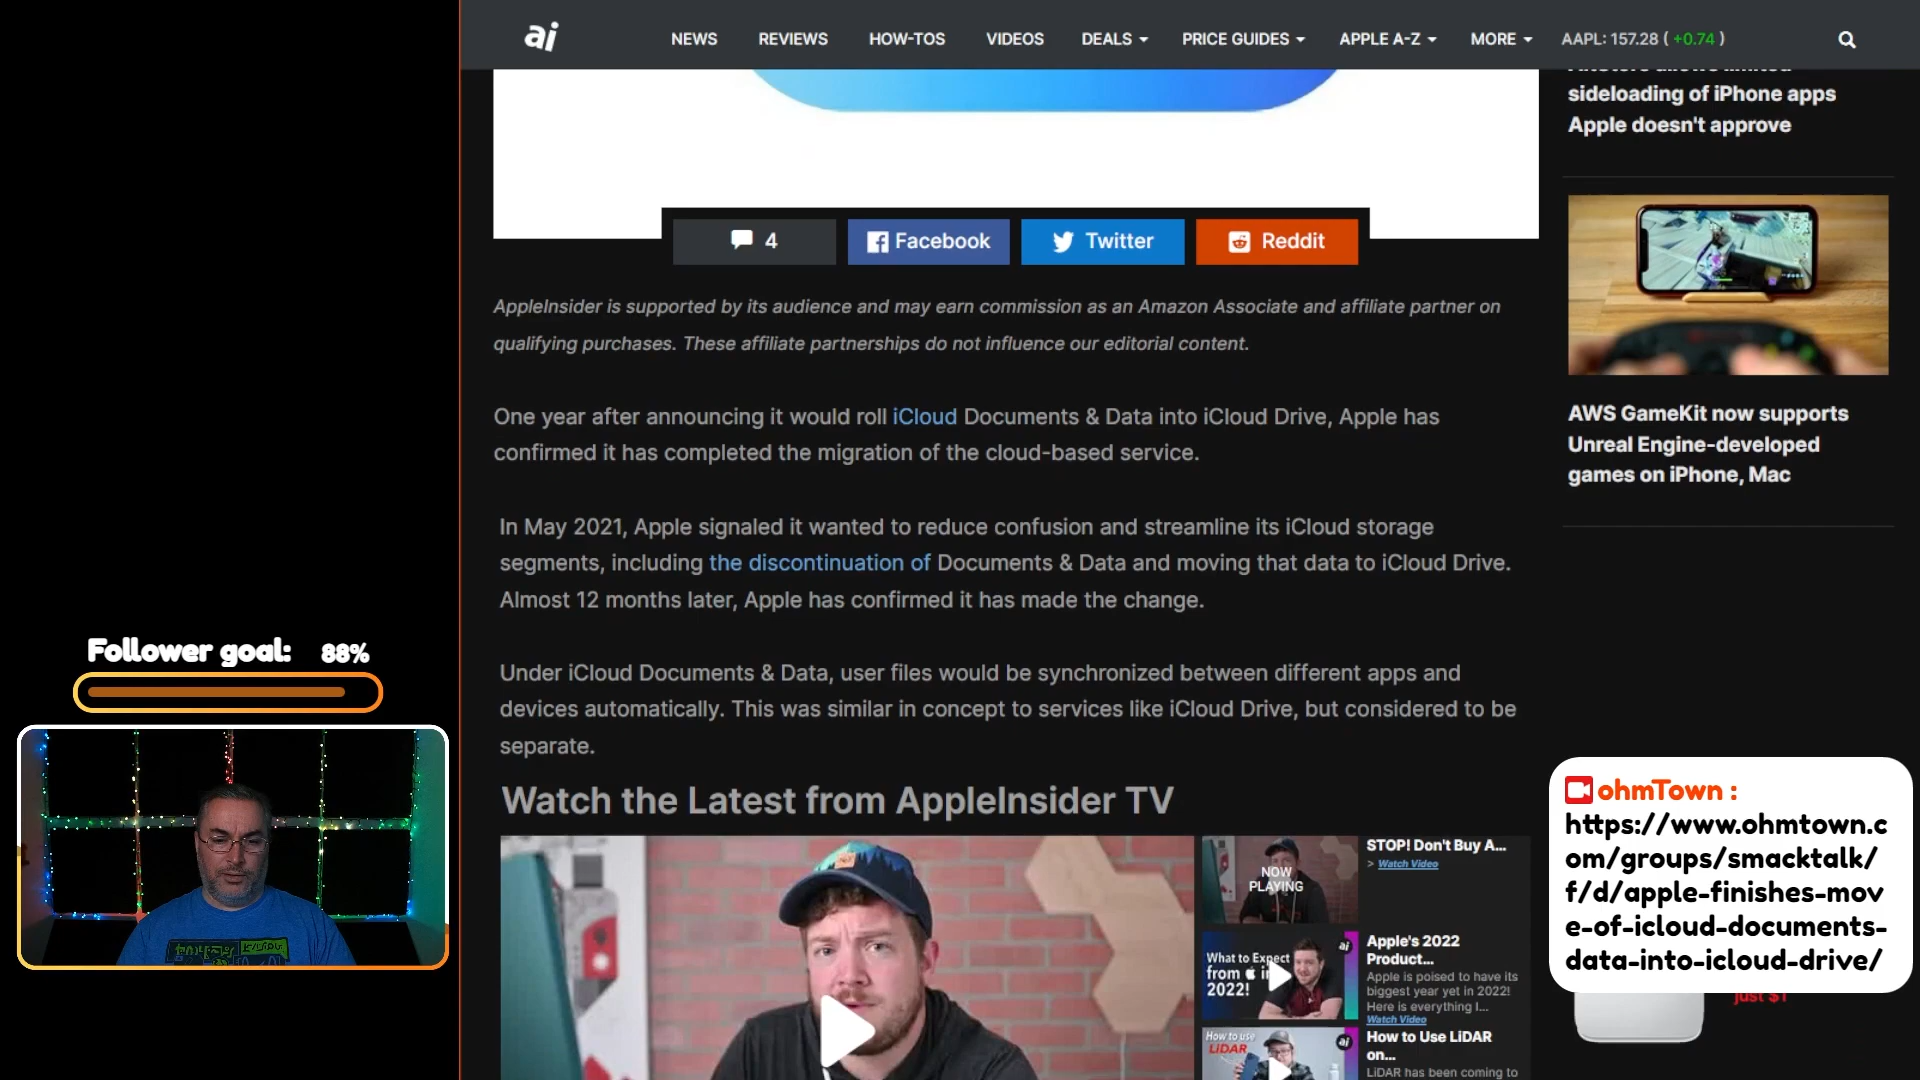 ai
NEWS
REVIEWS
HOW-TOS
VIDEOS
DEALS
PRICE GUIDES
APPLE A-Z
MORE
AAPL: 157.28 ( +0.74 )
sideloading of iPhone apps
Apple doesn't approve
4
Facebook
Twitter
Reddit
AppleInsider is supported by its audience and may earn commission as an Amazon Associate and affiliate partner on
qualifying purchases. These affiliate partnerships do not influence our editorial content.
One year after announcing it would roll iCloud Documents & Data into iCloud Drive, Apple has
confirmed it has completed the migration of the cloud-based service.
In May 2021, Apple signaled it wanted to reduce confusion and streamline its iCloud storage
segments, including the discontinuation of Documents & Data and moving that data to iCloud Drive.
Almost 12 months later, Apple has confirmed it has made the change.
Under iCloud Documents & Data, user files would be synchronized between different apps and
devices automatically. This was similar in concept to services like iCloud Drive, but considered to be
separate.
AWS GameKit now supports
Unreal Engine-developed
games on iPhone, Mac
Follower goal: 88%
Watch the Latest from AppleInsider TV
NOW
PLAYING
STOP! Don't Buy A...
> Watch Video
What to Expect
from in
2022!
ai
Apple's 2022
Product...
Apple is poised to have its
biggest year yet in 2022!
Here is everything I...
Watch Video
How to use
LiDAR
ai
How to Use LiDAR
on...
LiDAR has been coming to
ohmTown :
https://www.ohmtown.c
om/groups/smacktalk/
f/d/apple-finishes-mov
e-of-icloud-documents-
data-into-icloud-drive/
just $1